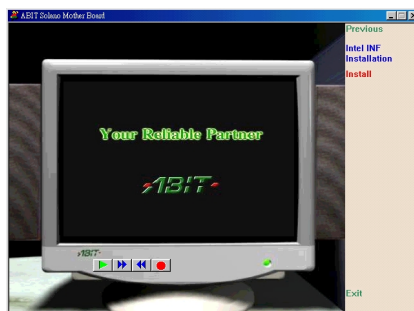 ABIT Solano Mother Board
Previous
Intel INF
Installation
Install
Your Reliable Partner
ABIT
ABIT
Exit